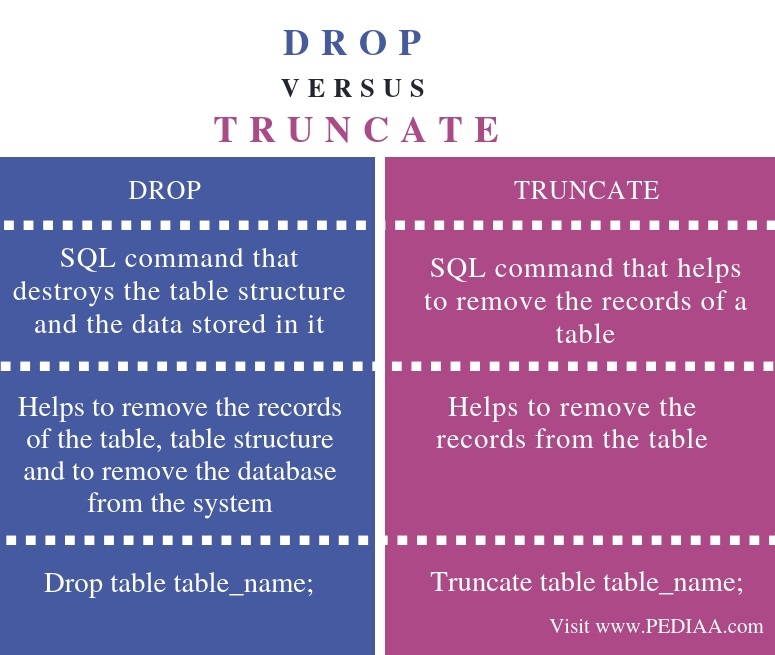 DROP
VERSUS
TRUNCATE
DROP
SQL command that
destroys the table structure
and the data stored in it
Helps to remove the records
of the table, table structure
and to remove the database
from the system
Drop table table_name;
TRUNCATE
SQL command that helps
to remove the records of a
table
Helps to remove the
records from the table
Truncate table table_name;
Visit www.PEDIAA.com